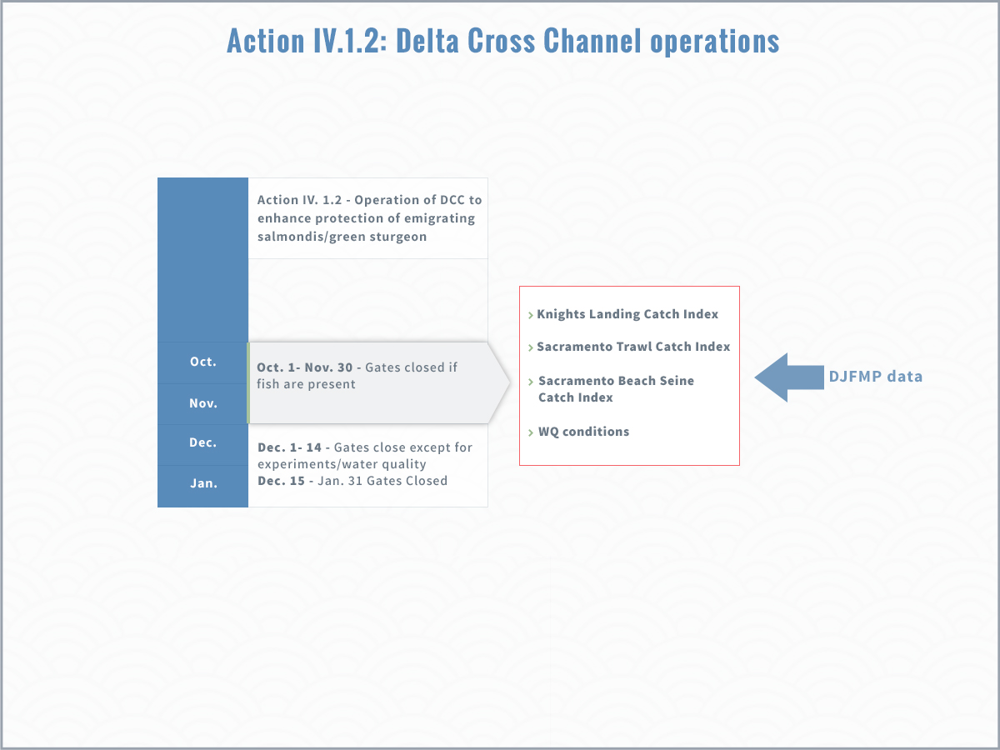 Action IV.1.2: Delta Cross Channel operations
Action IV. 1.2 - Operation of DCC to
enhance protection of emigrating
salmondis/green sturgeon
Oct.
Nov.
Oct. 1- Nov. 30 - Gates closed if
fish are present
Dec.
Jan.
Dec. 1- 14 - Gates close except for
experiments/water quality
Dec. 15 - Jan. 31 Gates Closed
› Knights Landing Catch Index
› Sacramento Trawl Catch Index
› Sacramento Beach Seine
Catch Index
› WQ conditions
DJFMP data